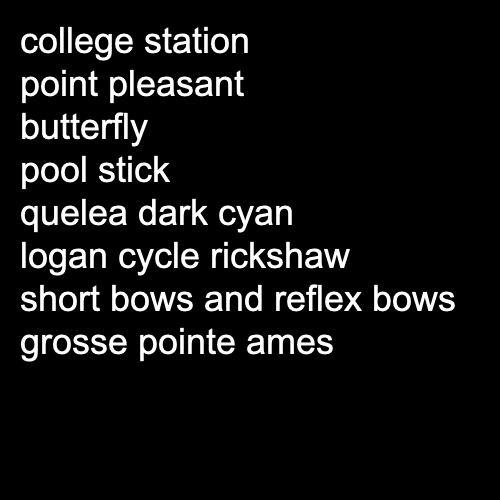 college station
point pleasant
butterfly
pool stick
quelea dark cyan
logan cycle rickshaw
short bows and reflex bows
grosse pointe ames